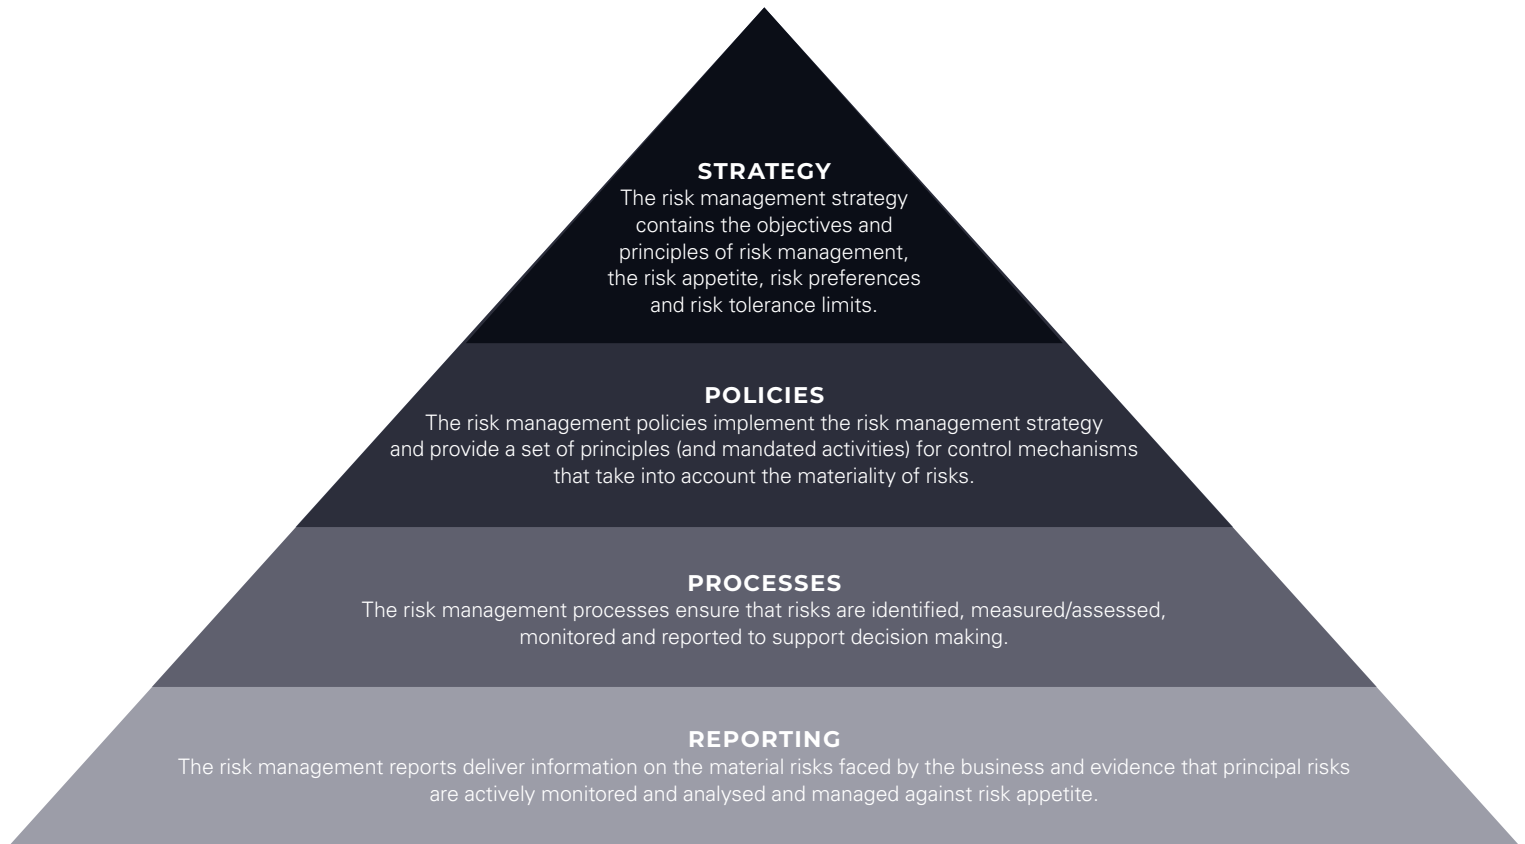 STRATEGY
The risk management strategy
contains the objectives and
principles of risk management,
the risk appetite, risk preferences
and risk tolerance limits.
POLICIES
The risk management policies implement the risk management strategy
and provide a set of principles (and mandated activities) for control mechanisms
that take into account the materiality of risks.
PROCESSES
The risk management processes ensure that risks are identified, measured/assessed,
monitored and reported to support decision making.
REPORTING
The risk management reports deliver information on the material risks faced by the business and evidence that principal risks
are actively monitored and analysed and managed against risk appetite.